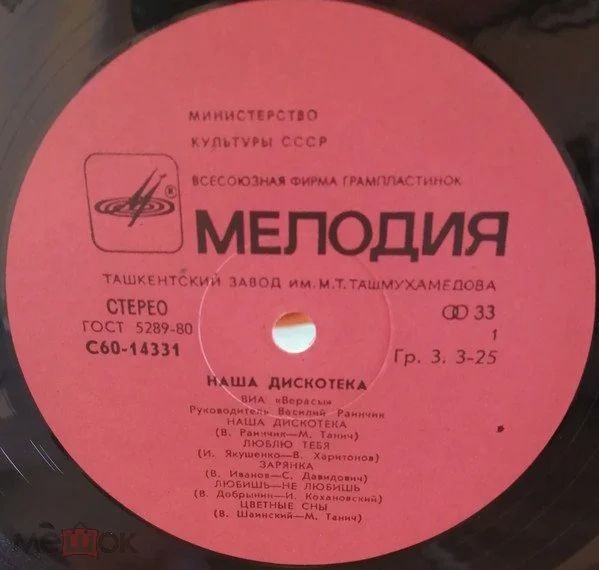 МИНИСТЕРСТВО
КУЛЬТУРЫ СССР
ВСЕСОЮЗНАЯ ФИРМА ГРАМПЛАСТИНОК
®
МЕЛОДИЯ
ТАШКЕНТСКИЙ ЗАВОД ИМ. М.Т. ТАШМУХАМЕДОВА
СТЕРЕО
ГОСТ 5289-80
С60-14331
33
1
Гр. 3. 3-25
НАША ДИСКОТЕКА
ВИА «Верасы»
Руководитель Василий Раинчик
НАША ДИСКОТЕКА
(В. Раинчик—М. Танич)
ЛЮБЛЮ ТЕБЯ
(И. Якушенко—В. Харитонов)
ЗАРЯНКА
(В. Иванов—С. Давидович)
ЛЮБИШЬ—НЕ ЛЮБИШЬ
(В. Добрынин—И. Кохановский)
ЦВЕТНЫЕ СНЫ
(В. Шаинский—М. Танич)
мешок